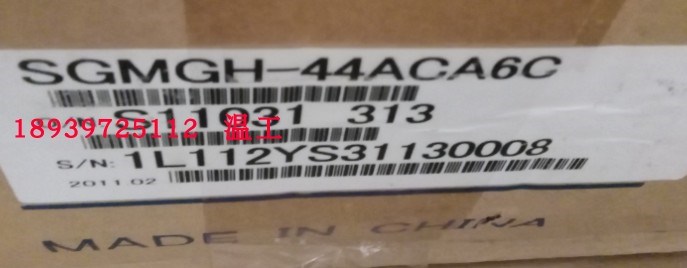 SGMGH-44ACA6C
S11031 313
18939725112 温工
S/N: 1L112YS31130008
2011.02
MADE IN CHINA